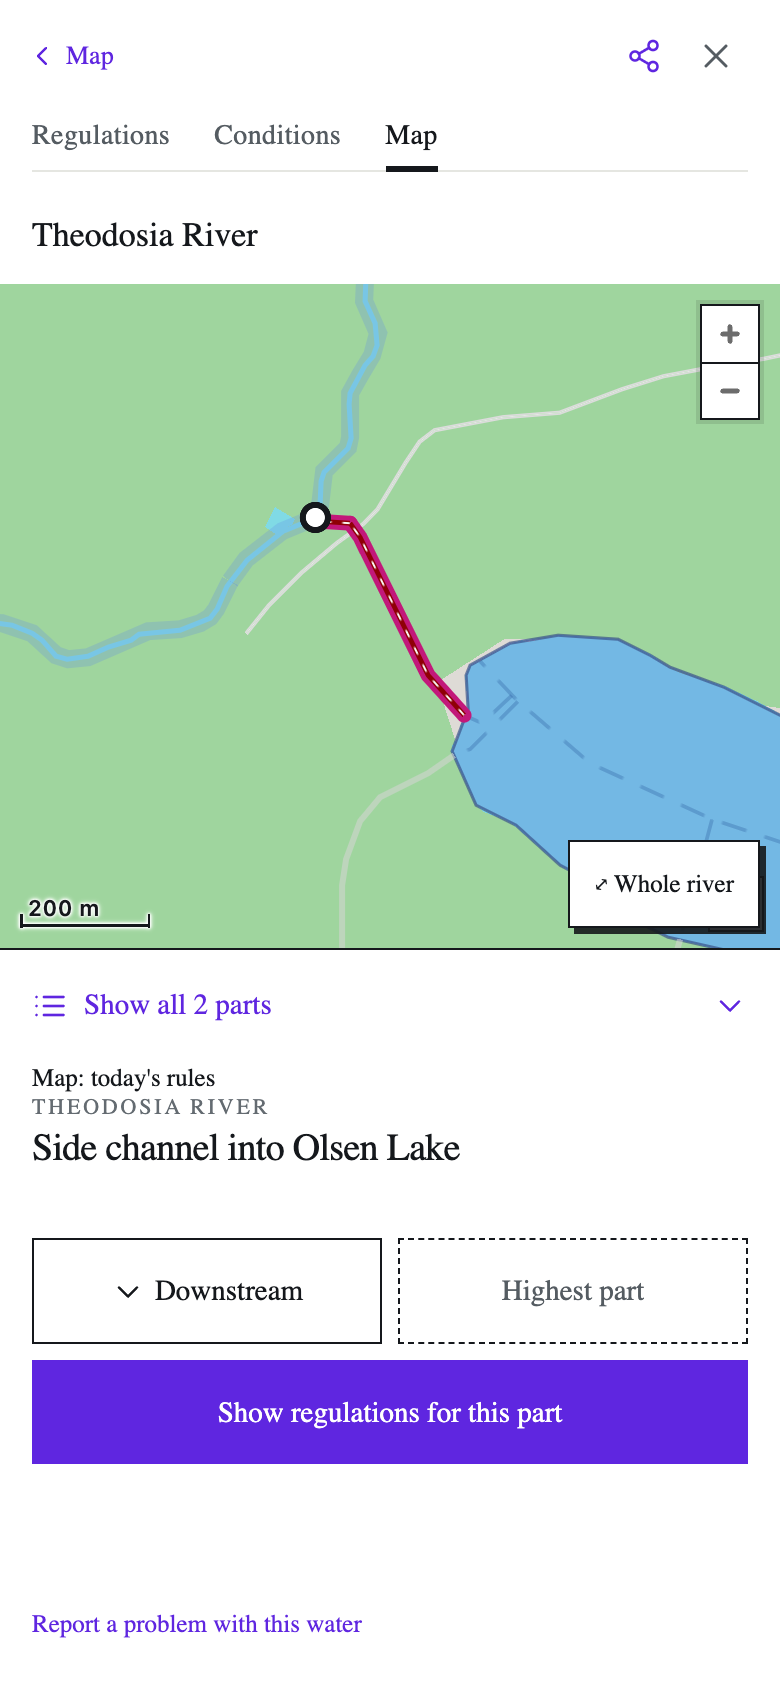 Map
Regulations
Conditions
Map
Theodosia River
200 m
Whole river
Show all 2 parts
Map: today's rules
THEODOSIA RIVER
Side channel into Olsen Lake
Downstream
Highest part
Show regulations for this part
Report a problem with this water